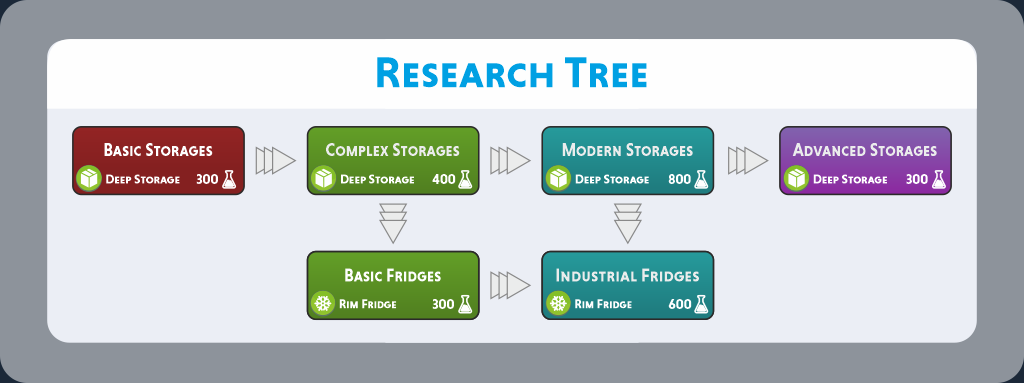 Research Tree
Basic Storages
Deep Storage 300
Complex Storages
Deep Storage 400
Modern Storages
Deep Storage 800
Advanced Storages
Deep Storage 300
Basic Fridges
Rim Fridge 300
Industrial Fridges
Rim Fridge 600